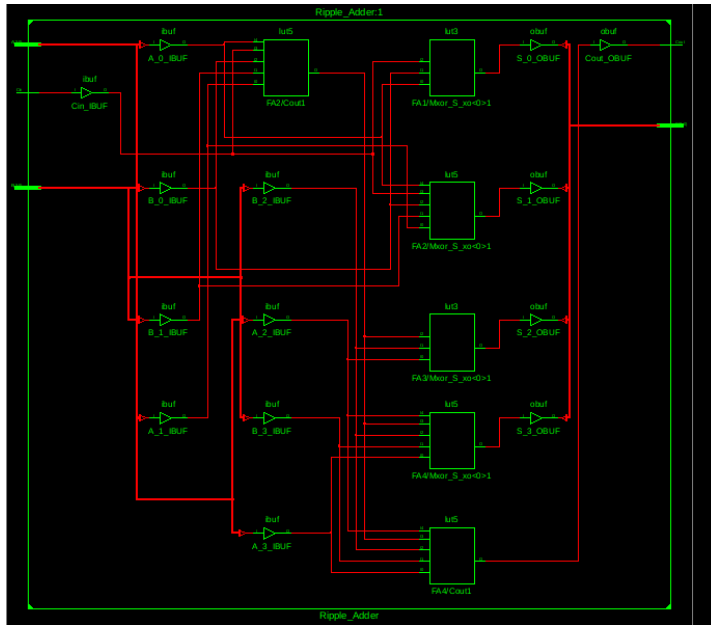 Ripple_Adder:1
ibuf
A_0_IBUF
lut5
FA2/Cout1
lut3
FA1/Mxor_S_xo<0>1
obuf
S_0_OBUF
obuf
Cout_OBUF
ibuf
Cin_IBUF
ibuf
B_0_IBUF
ibuf
B_2_IBUF
lut5
FA2/Mxor_S_xo<0>1
obuf
S_1_OBUF
ibuf
B_1_IBUF
ibuf
A_2_IBUF
lut3
FA3/Mxor_S_xo<0>1
obuf
S_2_OBUF
ibuf
A_1_IBUF
ibuf
B_3_IBUF
lut5
FA4/Mxor_S_xo<0>1
obuf
S_3_OBUF
ibuf
A_3_IBUF
lut5
FA4/Cout1
Ripple_Adder